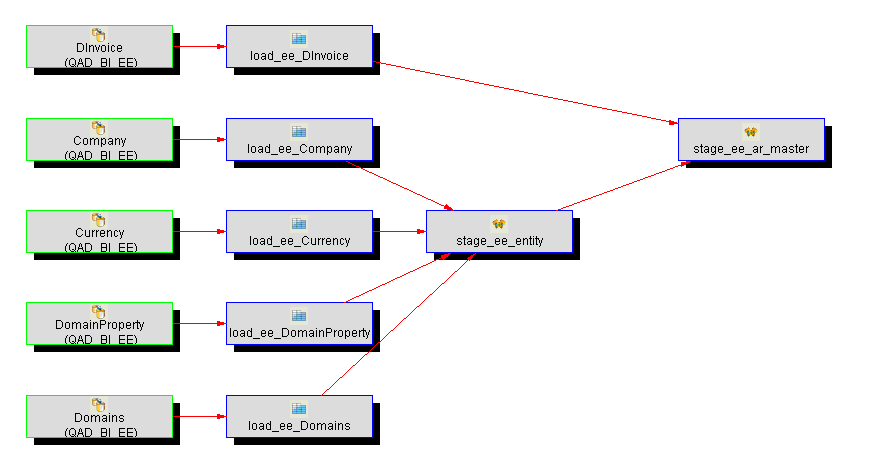 DInvoice
(QAD_BI_EE)
load_ee_DInvoice
Company
(QAD_BI_EE)
load_ee_Company
stage_ee_ar_master
Currency
(QAD_BI_EE)
load_ee_Currency
stage_ee_entity
DomainProperty
(QAD_BI_EE)
load_ee_DomainProperty
Domains
(QAD_BI_EE)
load_ee_Domains